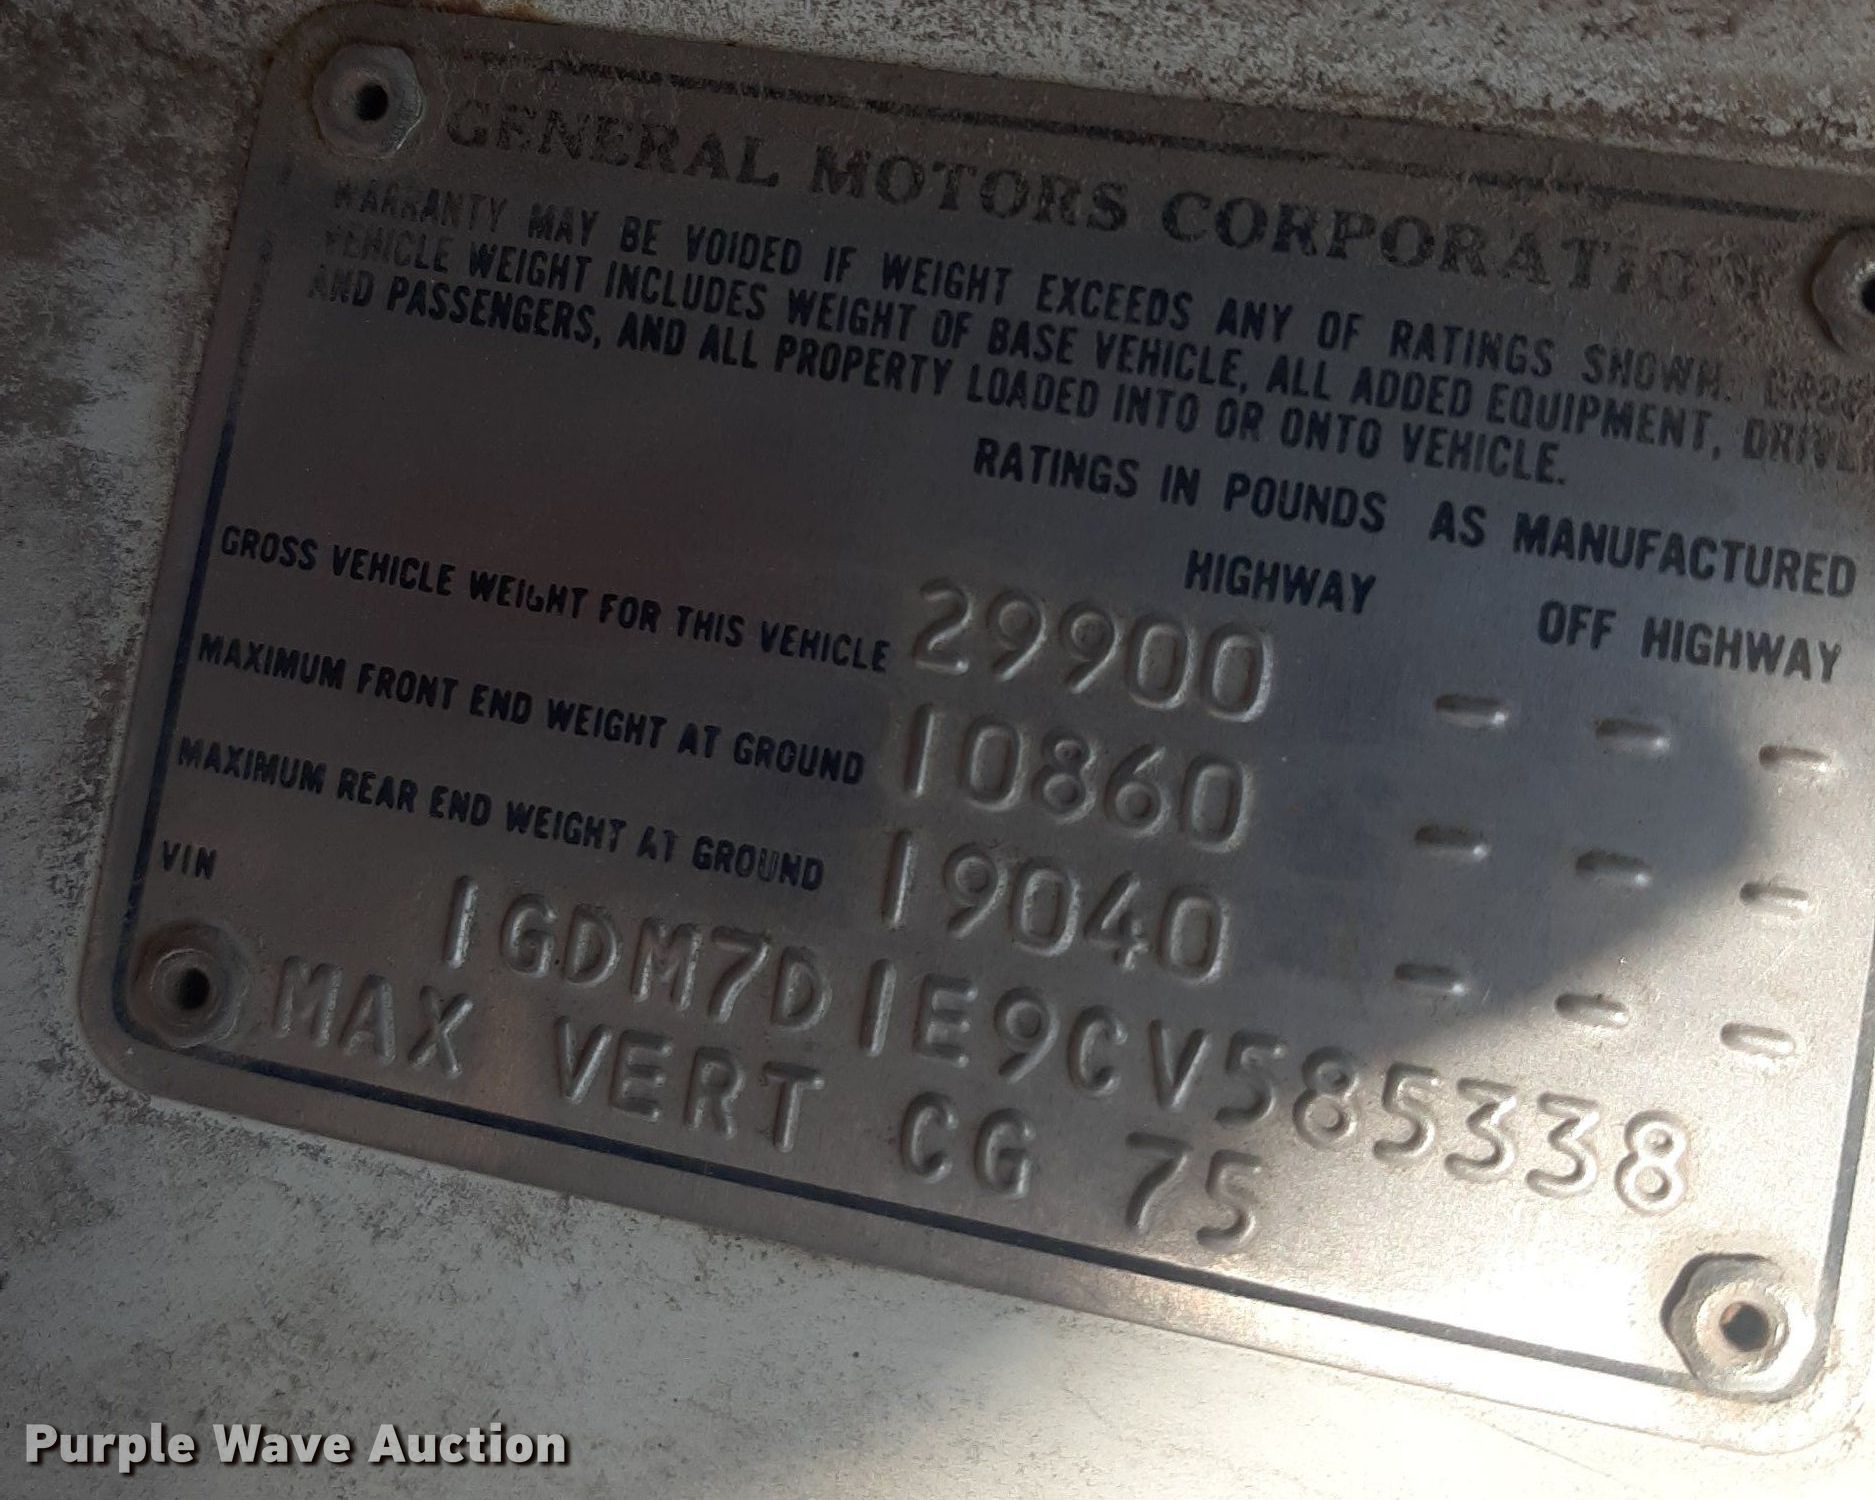 GENERAL MOTORS CORPORATION
WARRANTY MAY BE VOIDED IF WEIGHT EXCEEDS ANY OF RATINGS SHOWN.
VEHICLE WEIGHT INCLUDES WEIGHT OF BASE VEHICLE, ALL ADDED EQUIPMENT,
AND PASSENGERS, AND ALL PROPERTY LOADED INTO OR ONTO VEHICLE.
RATINGS IN POUNDS AS MANUFACTURED
HIGHWAY OFF HIGHWAY
GROSS VEHICLE WEIGHT FOR THIS VEHICLE 29900 - - -
MAXIMUM FRONT END WEIGHT AT GROUND 10860 - - -
MAXIMUM REAR END WEIGHT AT GROUND 19040 - - -
VIN 1GDM7D1E9CV585338
MAX VERT CG 75
Purple Wave Auction